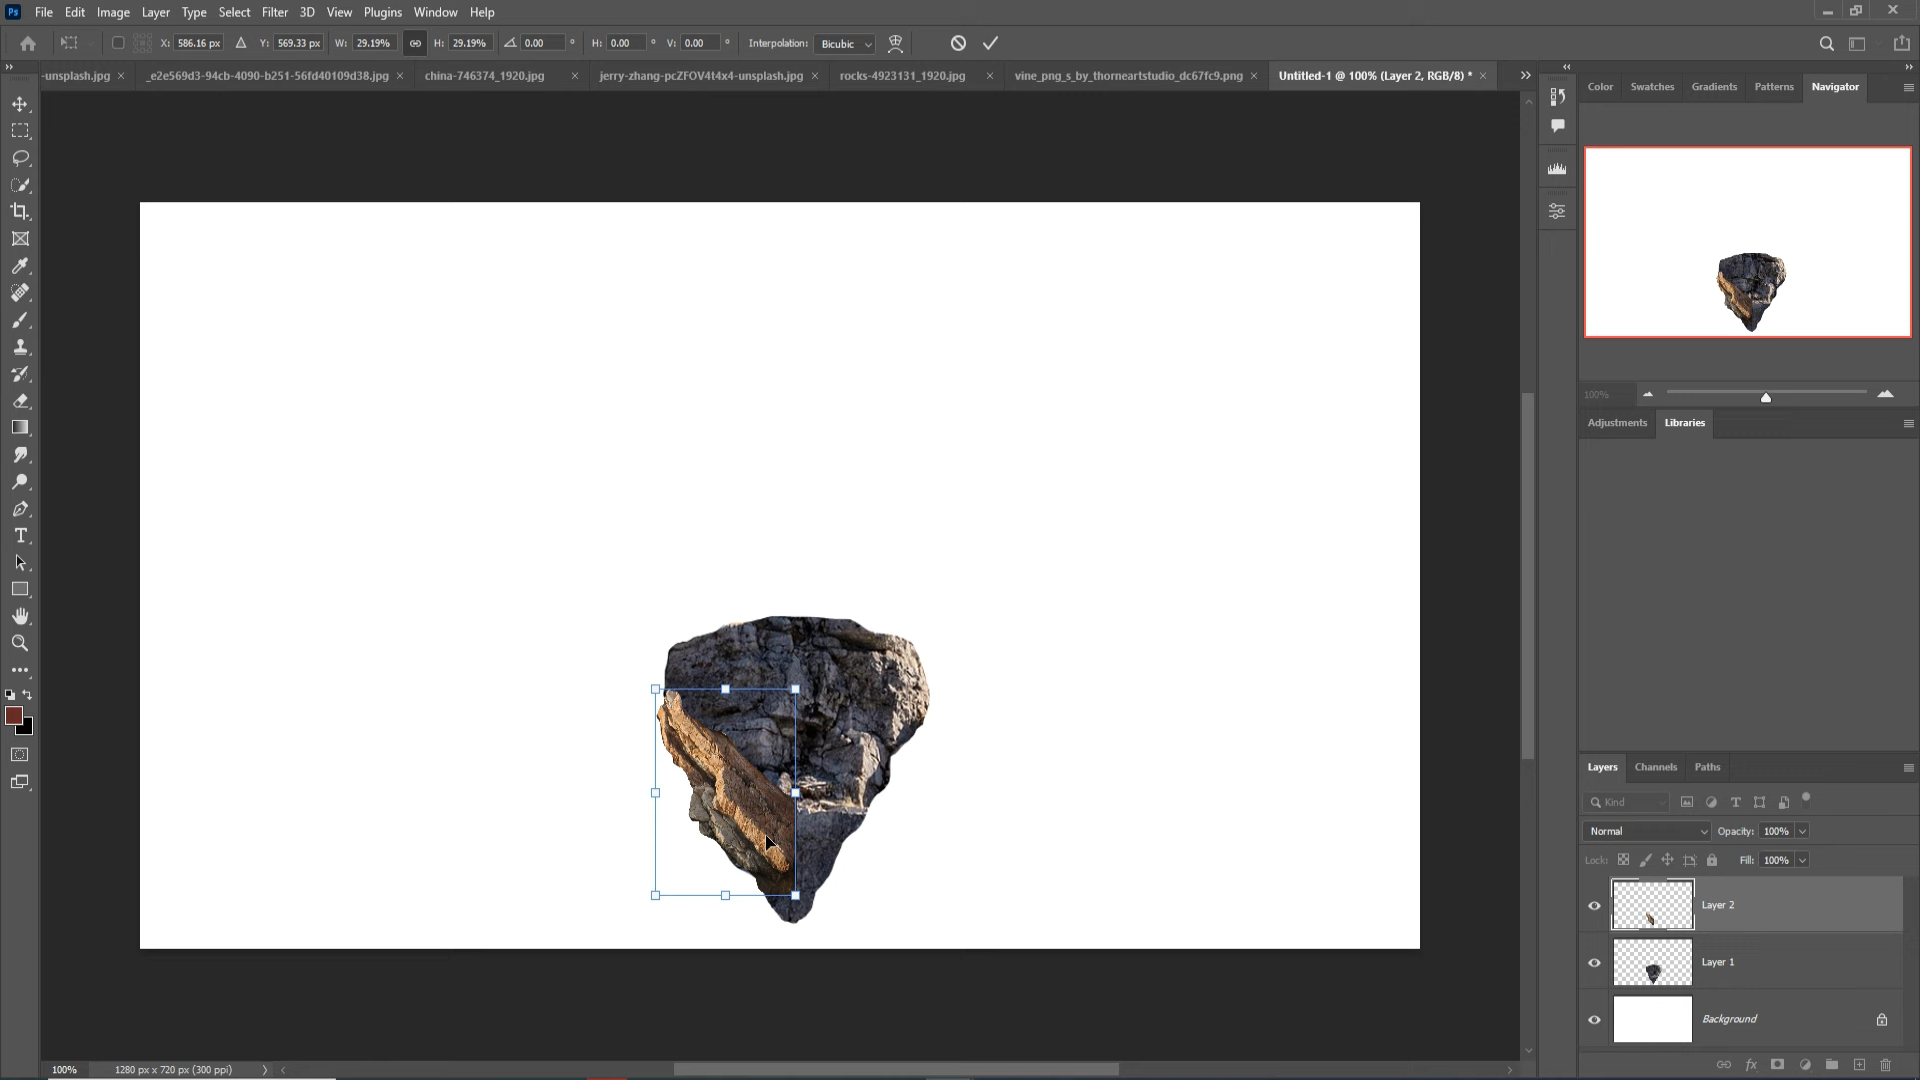 Ps File Edit Image Layer Type Select Filter 3D View Plugins Window Help
X: 586.16 px Y: 569.33 px W: 29.19% H: 29.19% 0.00 ° H: 0.00 ° V: 0.00 ° Interpolation: Bicubic
-unsplash.jpg × _e2e569d3-94cb-4090-b251-56fd40109d38.jpg × china-746374_1920.jpg × jerry-zhang-pcZFOV4t4x4-unsplash.jpg × rocks-4923131_1920.jpg × vine_png_s_by_thorneartstudio_dc67fc9.png × Untitled-1 @ 100% (Layer 2, RGB/8) * ×
Color Swatches Gradients Patterns Navigator
100%
Adjustments Libraries
Layers Channels Paths
Kind
Normal Opacity: 100%
Lock: Fill: 100%
Layer 2
Layer 1
Background
100% 1280 px x 720 px (300 ppi)